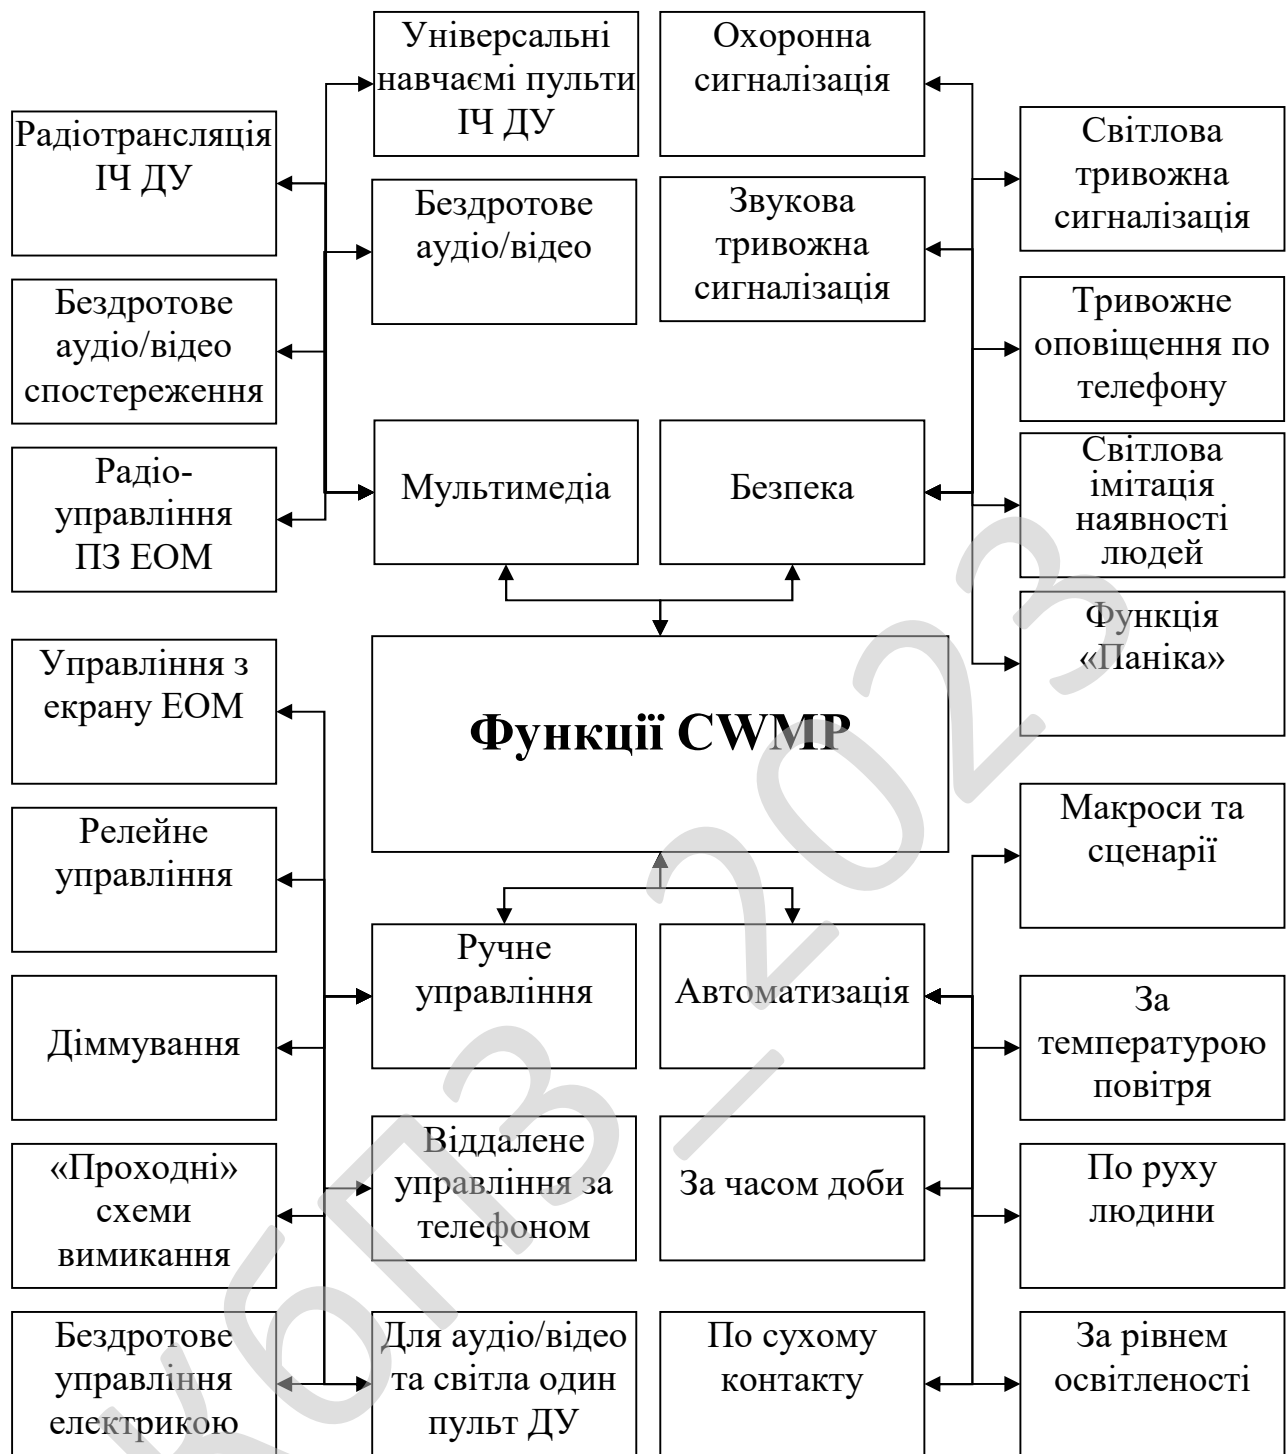 Універсальні
навчаємі пульти
ІЧ ДУ
Охоронна
сигналізація
Радіотрансляція
ІЧ ДУ
Світлова
тривожна
сигналізація
Бездротове
аудіо/відео
Звукова
тривожна
сигналізація
Бездротове
аудіо/відео
спостереження
Тривожне
оповіщення по
телефону
Радіо-
управління
ПЗ ЕОМ
Мультимедіа
Безпека
Світлова
імітація
наявності
людей
Функція
«Паніка»
Управління з
екрану ЕОМ
Функції CWMP
Релейне
управління
Макроси та
сценарії
Ручне
управління
Автоматизація
Діммування
За
температурою
повітря
«Проходні»
схеми
вимикання
Віддалене
управління за
телефоном
За часом доби
По руху
людини
Бездротове
управління
електрикою
Для аудіо/відео
та світла один
пульт ДУ
По сухому
контакту
За рівнем
освітленості
КбПЗ_2023